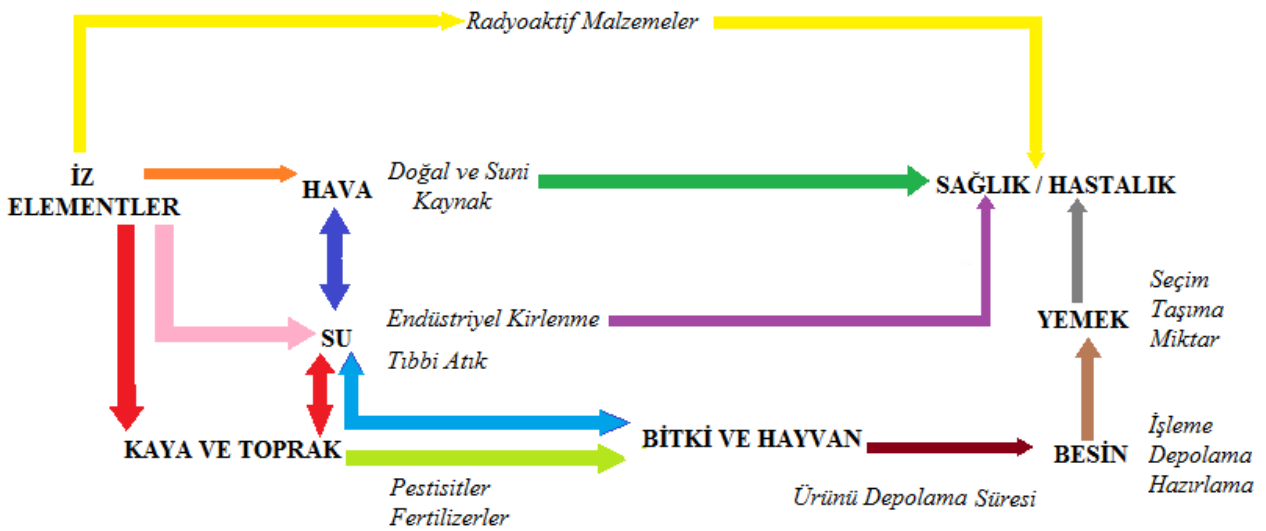 Radyoaktif Malzemeler
İZ
ELEMENTLER
HAVA
Doğal ve Suni
Kaynak
SAĞLIK / HASTALIK
SU
Endüstriyel Kirlenme
Tıbbi Atık
YEMEK
Seçim
Taşıma
Miktar
KAYA VE TOPRAK
BİTKİ VE HAYVAN
BESİN
İşleme
Depolama
Hazırlama
Pestisitler
Fertilizerler
Ürünü Depolama Süresi